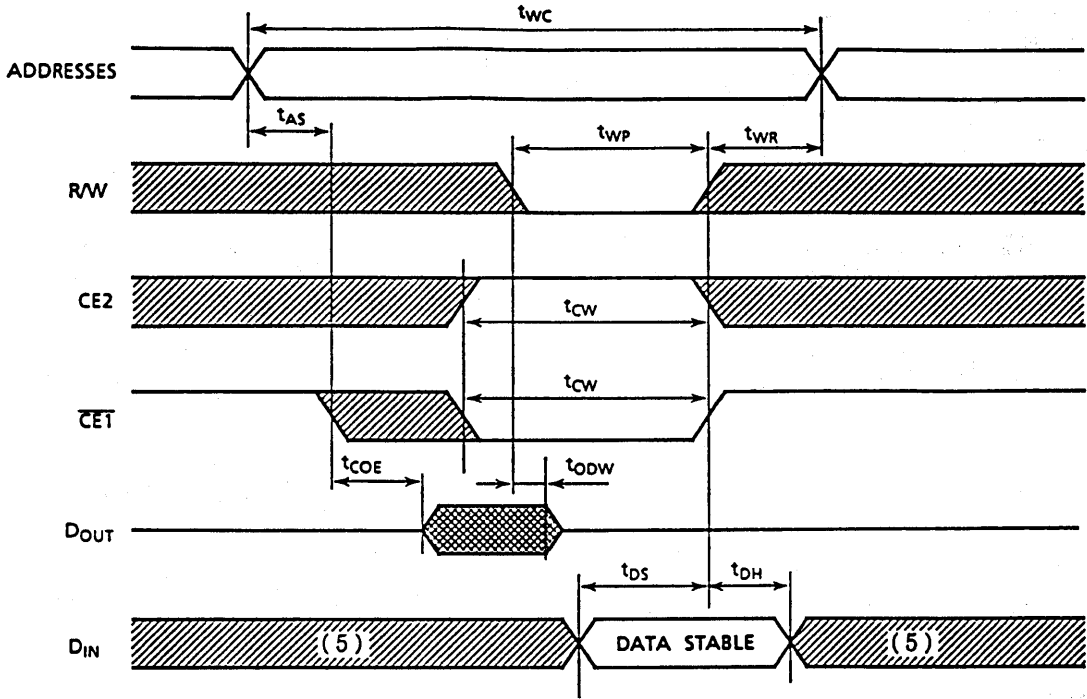 tWC
ADDRESSES
tAS
tWP
tWR
R/W
CE2
tCW
CE1
tCW
tCOE
tODW
DOUT
tDS
tDH
DIN
(5)
DATA STABLE
(5)